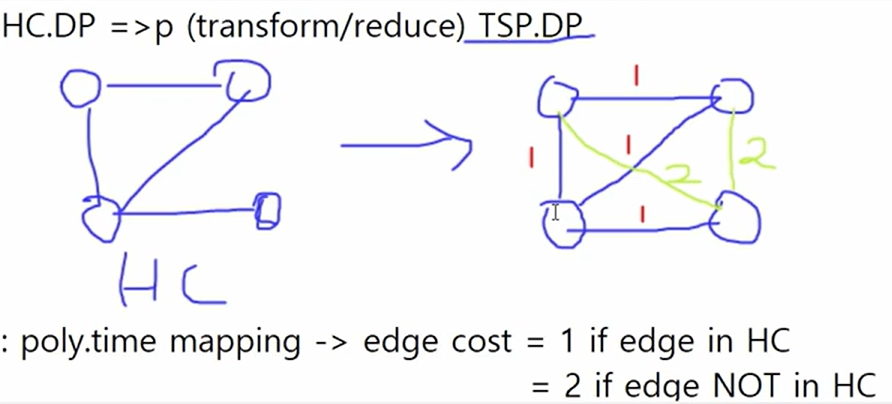 HC.DP =>p (transform/reduce) TSP.DP
1
1
1
2
2
1
HC
: poly.time mapping -> edge cost = 1 if edge in HC
= 2 if edge NOT in HC